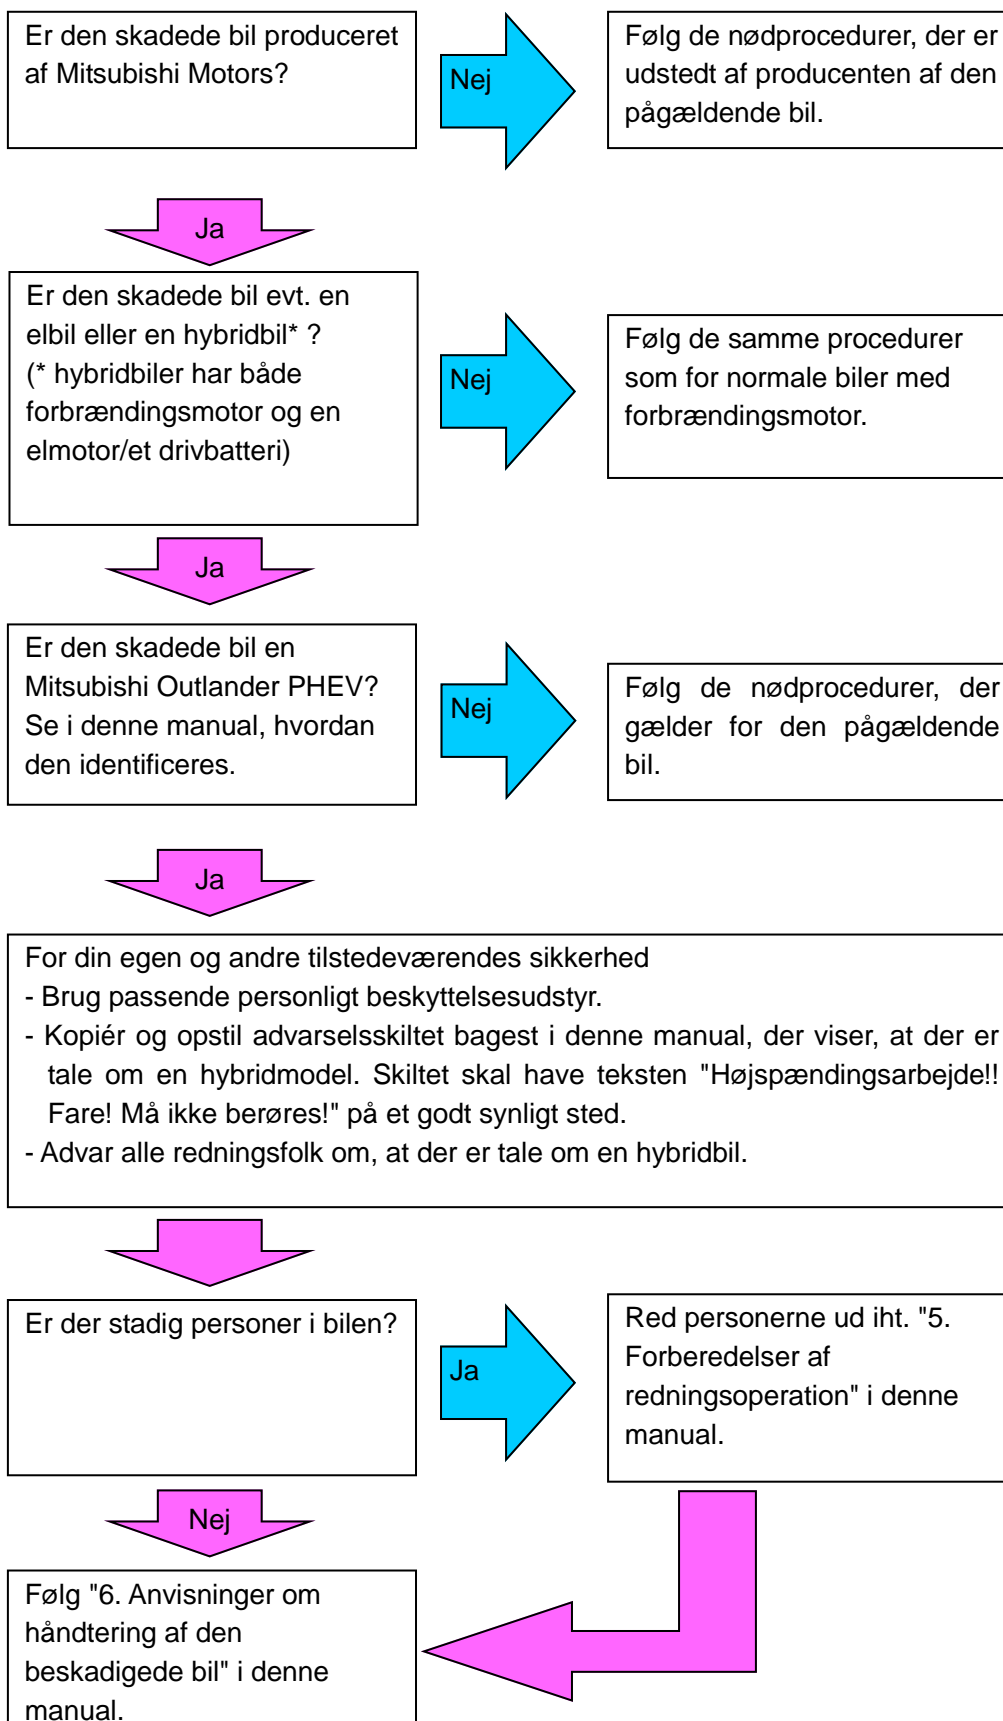 Er den skadede bil produceret
af Mitsubishi Motors?
Nej
Følg de nødprocedurer, der er
udstedt af producenten af den
pågældende bil.
Ja
Er den skadede bil evt. en
elbil eller en hybridbil* ?
(* hybridbiler har både
forbrændingsmotor og en
elmotor/et drivbatteri)
Nej
Følg de samme procedurer
som for normale biler med
forbrændingsmotor.
Ja
Er den skadede bil en
Mitsubishi Outlander PHEV?
Se i denne manual, hvordan
den identificeres.
Nej
Følg de nødprocedurer, der
gælder for den pågældende
bil.
Ja
For din egen og andre tilstedeværendes sikkerhed
- Brug passende personligt beskyttelsesudstyr.
- Kopiér og opstil advarselsskiltet bagest i denne manual, der viser, at der er
tale om en hybridmodel. Skiltet skal have teksten "Højspændingsarbejde!!
Fare! Må ikke berøres!" på et godt synligt sted.
- Advar alle redningsfolk om, at der er tale om en hybridbil.
Er der stadig personer i bilen?
Ja
Red personerne ud iht. "5.
Forberedelser af
redningsoperation" i denne
manual.
Nej
Følg "6. Anvisninger om
håndtering af den
beskadigede bil" i denne
manual.